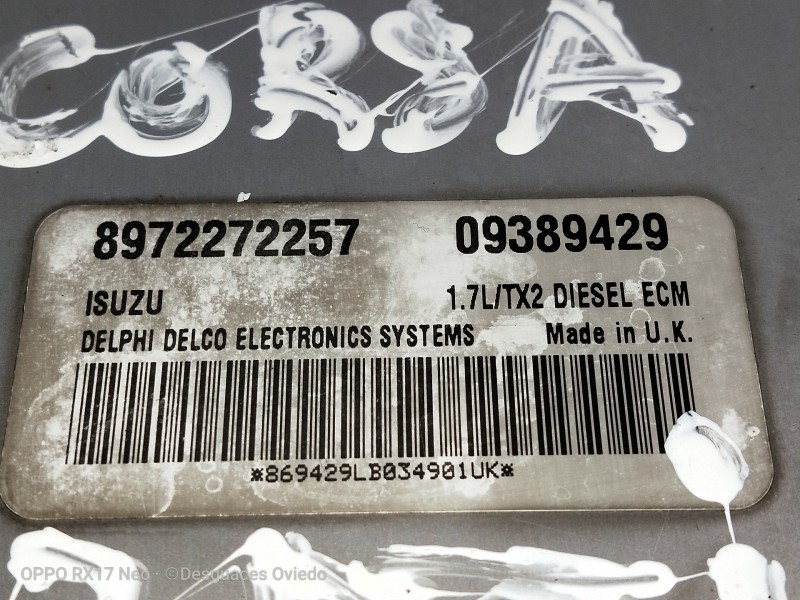 CORSA
8972272257 09389429
ISUZU 1.7L/TX2 DIESEL ECM
DELPHI DELCO ELECTRONICS SYSTEMS Made in U.K.
*869429LB034901UK*
OPPO RX17 Neo · ©Desguaces Oviedo